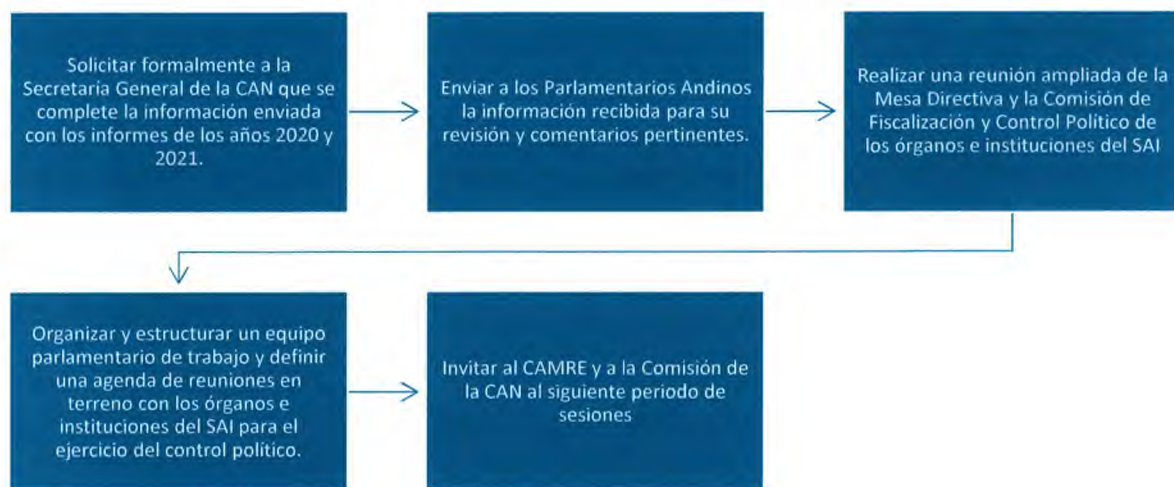 Solicitar formalmente a la
Secretaría General de la CAN que se
complete la información enviada
con los informes de los años 2020 y
2021.
Enviar a los Parlamentarios Andinos
la información recibida para su
revisión y comentarios pertinentes.
Realizar una reunión ampliada de la
Mesa Directiva y la Comisión de
Fiscalización y Control Político de
los órganos e instituciones del SAI
Organizar y estructurar un equipo
parlamentario de trabajo y definir
una agenda de reuniones en
terreno con los órganos e
instituciones del SAI para el
ejercicio del control político.
Invitar al CAMRE y a la Comisión de
la CAN al siguiente periodo de
sesiones